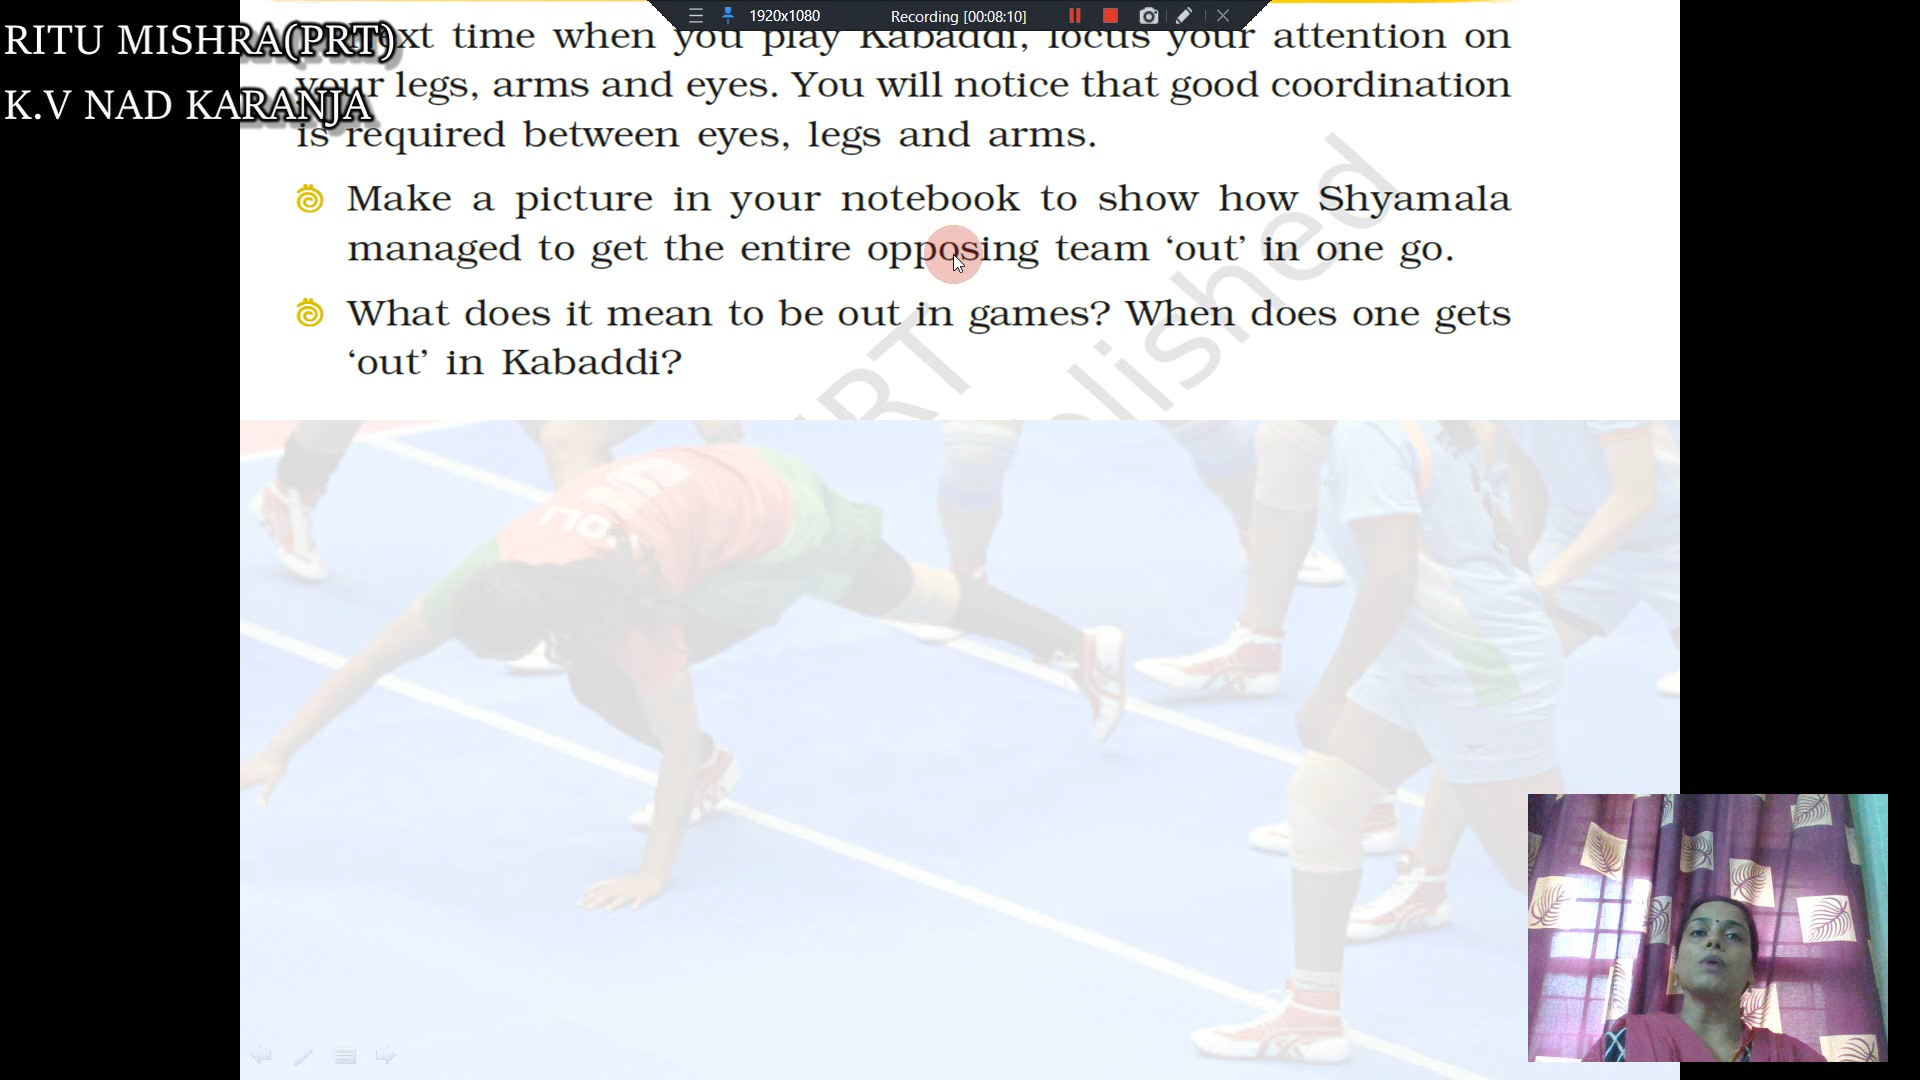 1920x1080
Recording [00:08:10]
RITU MISHRA(PRT)
K.V NAD KARANJA
time when you play Kabaddi, focus your attention on
your legs, arms and eyes. You will notice that good coordination
is required between eyes, legs and arms.
Make a picture in your notebook to show how Shyamala
managed to get the entire opposing team ‘out’ in one go.
What does it mean to be out in games? When does one gets
‘out’ in Kabaddi?